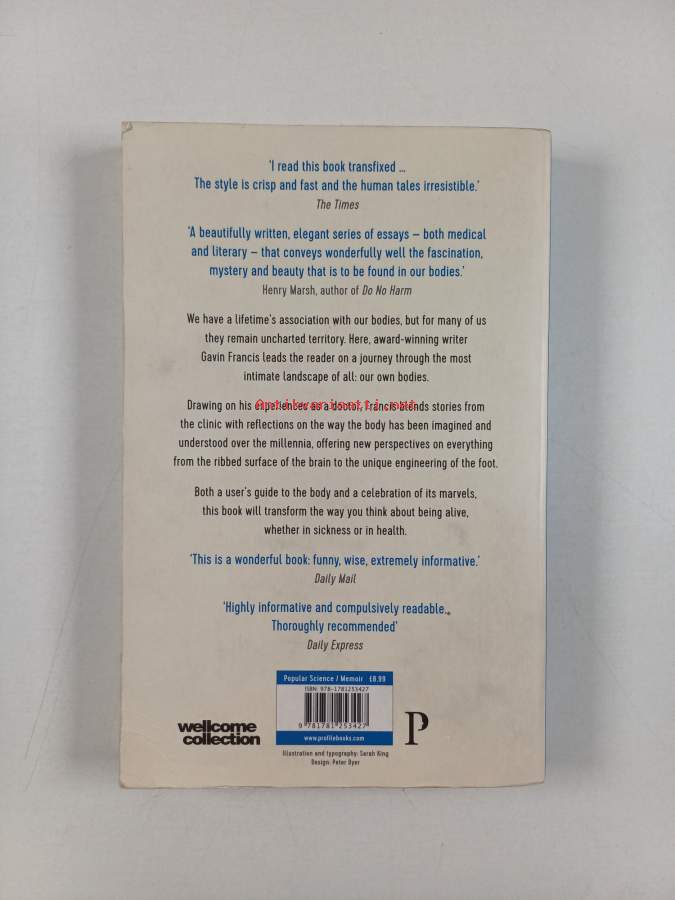 'I read this book transfixed ...
The style is crisp and fast and the human tales irresistible.'
The Times
'A beautifully written, elegant series of essays – both medical
and literary – that conveys wonderfully well the fascination,
mystery and beauty that is to be found in our bodies.'
Henry Marsh, author of Do No Harm
We have a lifetime's association with our bodies, but for many of us
they remain uncharted territory. Here, award-winning writer
Gavin Francis leads the reader on a journey through the most
intimate landscape of all: our own bodies.
Drawing on his experiences as a doctor, Francis blends stories from
Antikvariaatti.net
the clinic with reflections on the way the body has been imagined and
understood over the millennia, offering new perspectives on everything
from the ribbed surface of the brain to the unique engineering of the foot.
Both a user's guide to the body and a celebration of its marvels,
this book will transform the way you think about being alive,
whether in sickness or in health.
'This is a wonderful book: funny, wise, extremely informative.'
Daily Mail
'Highly informative and compulsively readable.
Thoroughly recommended'
Daily Express
Popular Science / Memoir £8.99
ISBN 978-1781253427
9 781781 253427
www.profilebooks.com
wellcome
collection
P
Illustration and typography: Sarah King
Design: Peter Dyer